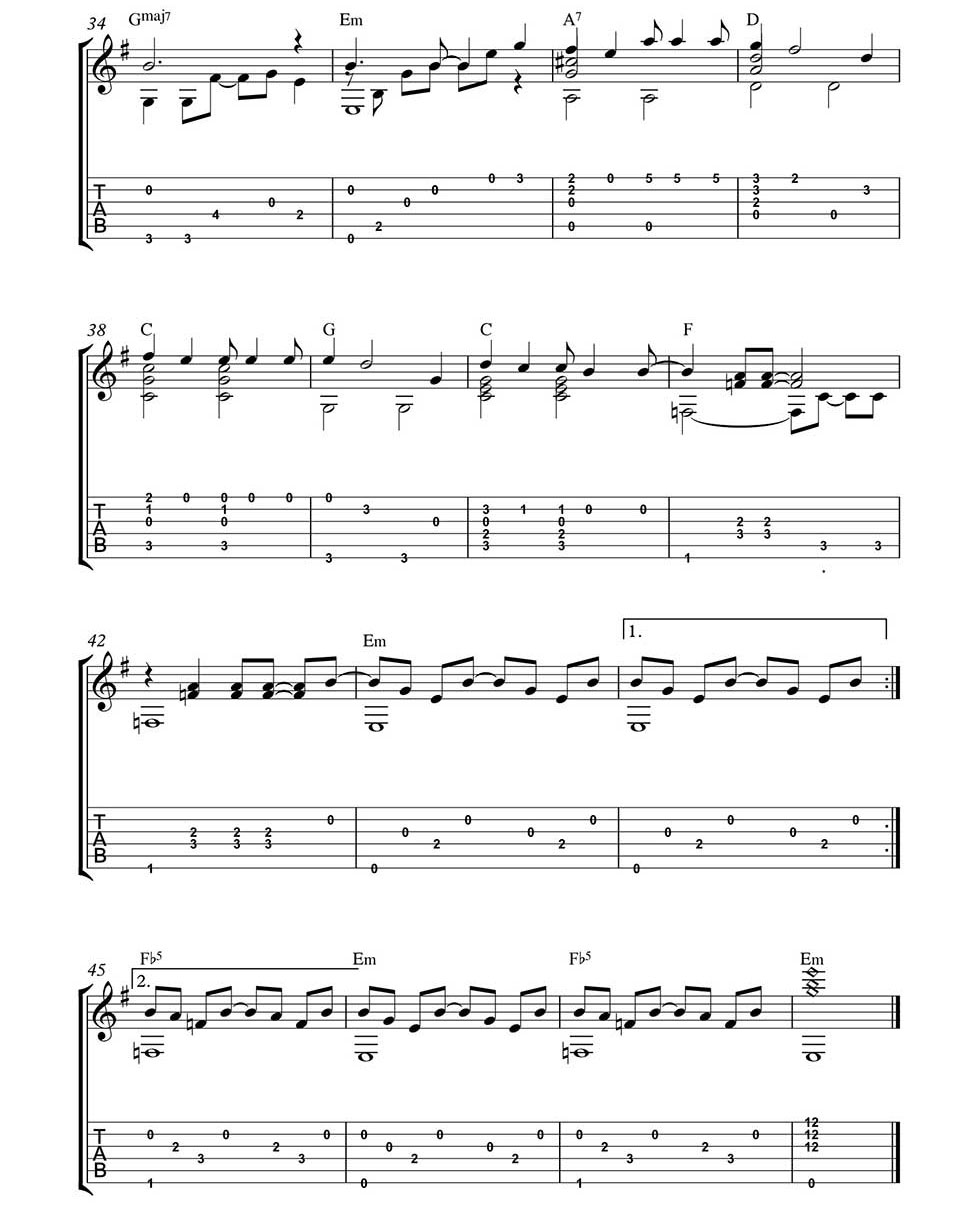 34 Gmaj7 Em A7 D
0 0 0 3 2 0 5 5 5 3 2
0 2 3 3
0 0 0 2
4 2 0 0
2 0 0
3 3 0
T
A
B
38 C G C F
2 0 0 0 0 0
1 1 3 3 1 1 0 0
0 0 0 0 0 2 2
2 2 3 3
3 3 3 3 3 3
3 3 1
T
A
B
42 Em 1.
0 0 0 0 0
2 2 2 0 0 0 0
3 3 3 2 2 2 2
1 0 0
T
A
B
45 F♭5 Em F♭5 Em
2.
12
0 0 0 0 0 0 0 0 0 12
2 2 0 0 2 2 12
3 3 2 2 3 3
1 0 1 0
T
A
B